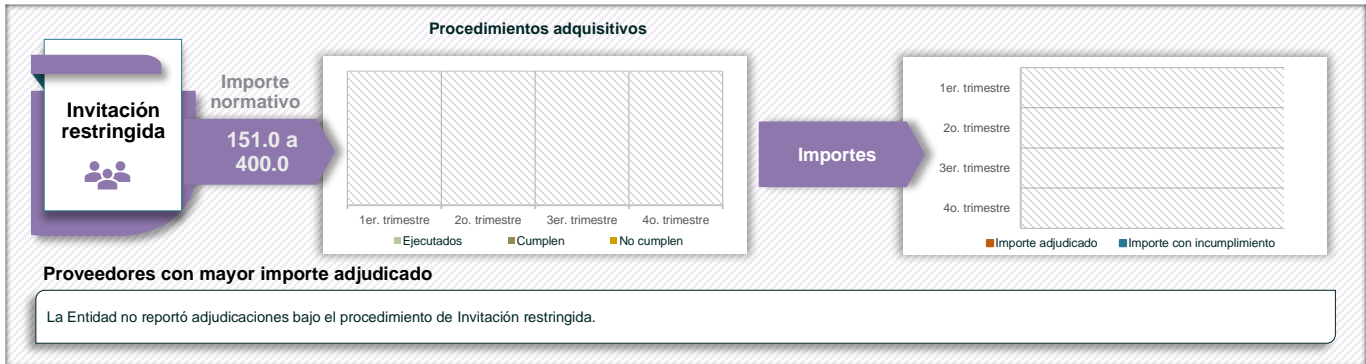 Procedimientos adquisitivos
Invitación
restringida
Importe
normativo
151.0 a
400.0
1er. trimestre 2o. trimestre 3er. trimestre 4o. trimestre
Ejecutados Cumplen No cumplen
Importes
1er. trimestre
2o. trimestre
3er. trimestre
4o. trimestre
Importe adjudicado Importe con incumplimiento
Proveedores con mayor importe adjudicado
La Entidad no reportó adjudicaciones bajo el procedimiento de Invitación restringida.